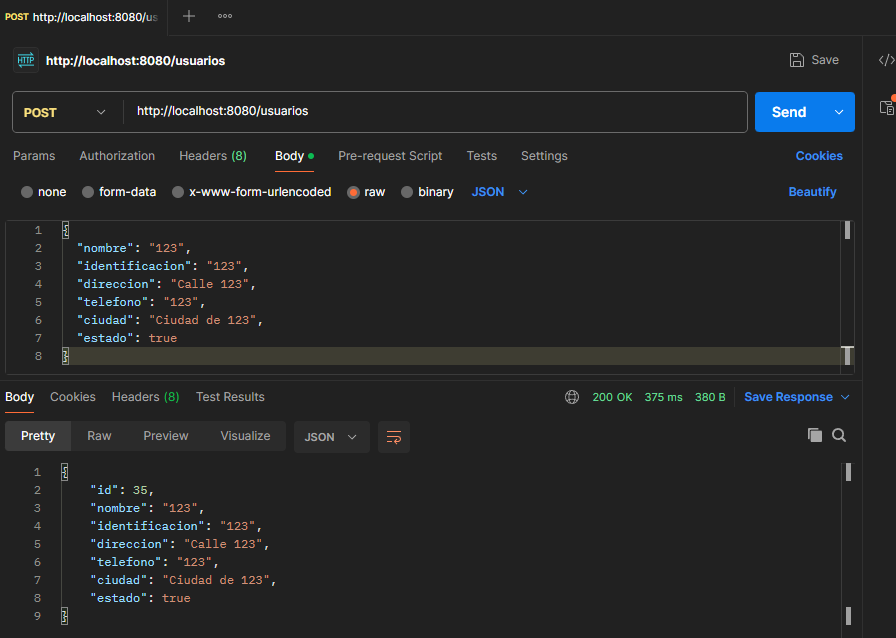 POST http://localhost:8080/us
http://localhost:8080/usuarios
Save
POST
http://localhost:8080/usuarios
Send
Params
Authorization
Headers (8)
Body
Pre-request Script
Tests
Settings
Cookies
none
form-data
x-www-form-urlencoded
raw
binary
JSON
Beautify
1 {
2 "nombre": "123",
3 "identificacion": "123",
4 "direccion": "Calle 123",
5 "telefono": "123",
6 "ciudad": "Ciudad de 123",
7 "estado": true
8 }
Body
Cookies
Headers (8)
Test Results
200 OK
375 ms
380 B
Save Response
Pretty
Raw
Preview
Visualize
JSON
1 {
2 "id": 35,
3 "nombre": "123",
4 "identificacion": "123",
5 "direccion": "Calle 123",
6 "telefono": "123",
7 "ciudad": "Ciudad de 123",
8 "estado": true
9 }